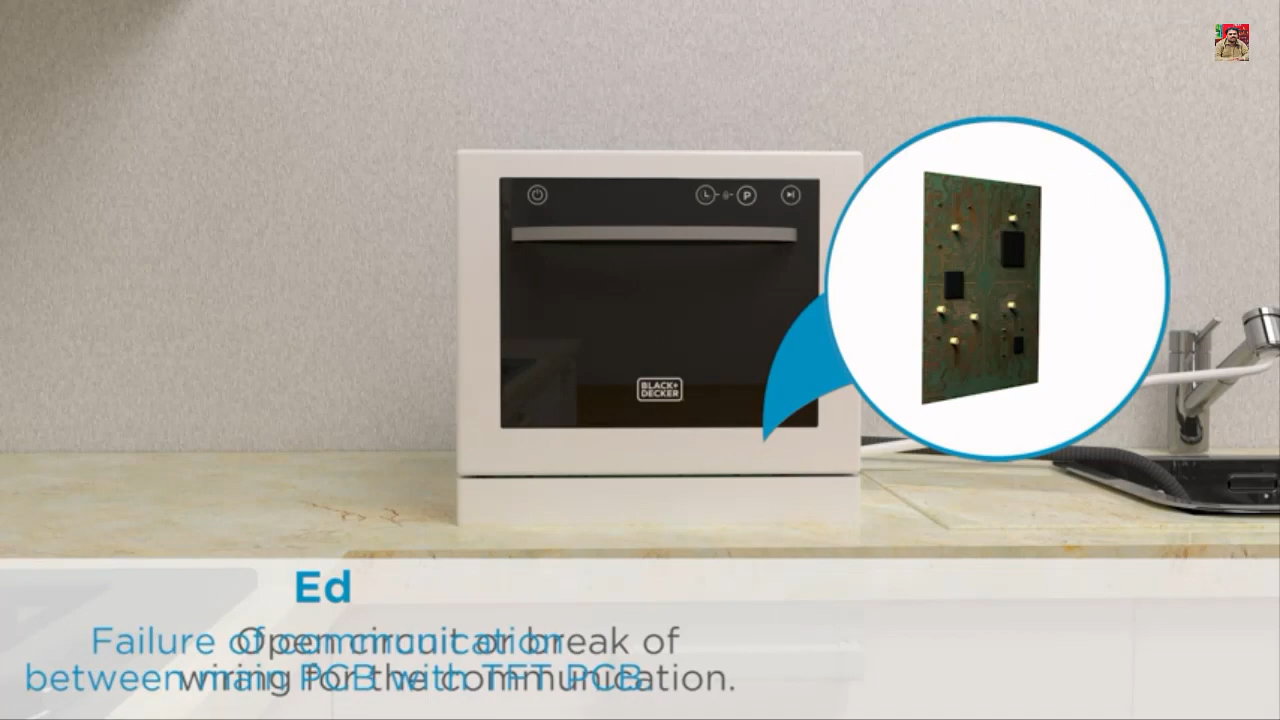 P
BLACK+
DECKER
Ed
Failure of communication
between main PCB with TFT PCB.
Open circuit or break of
wiring for the communication.